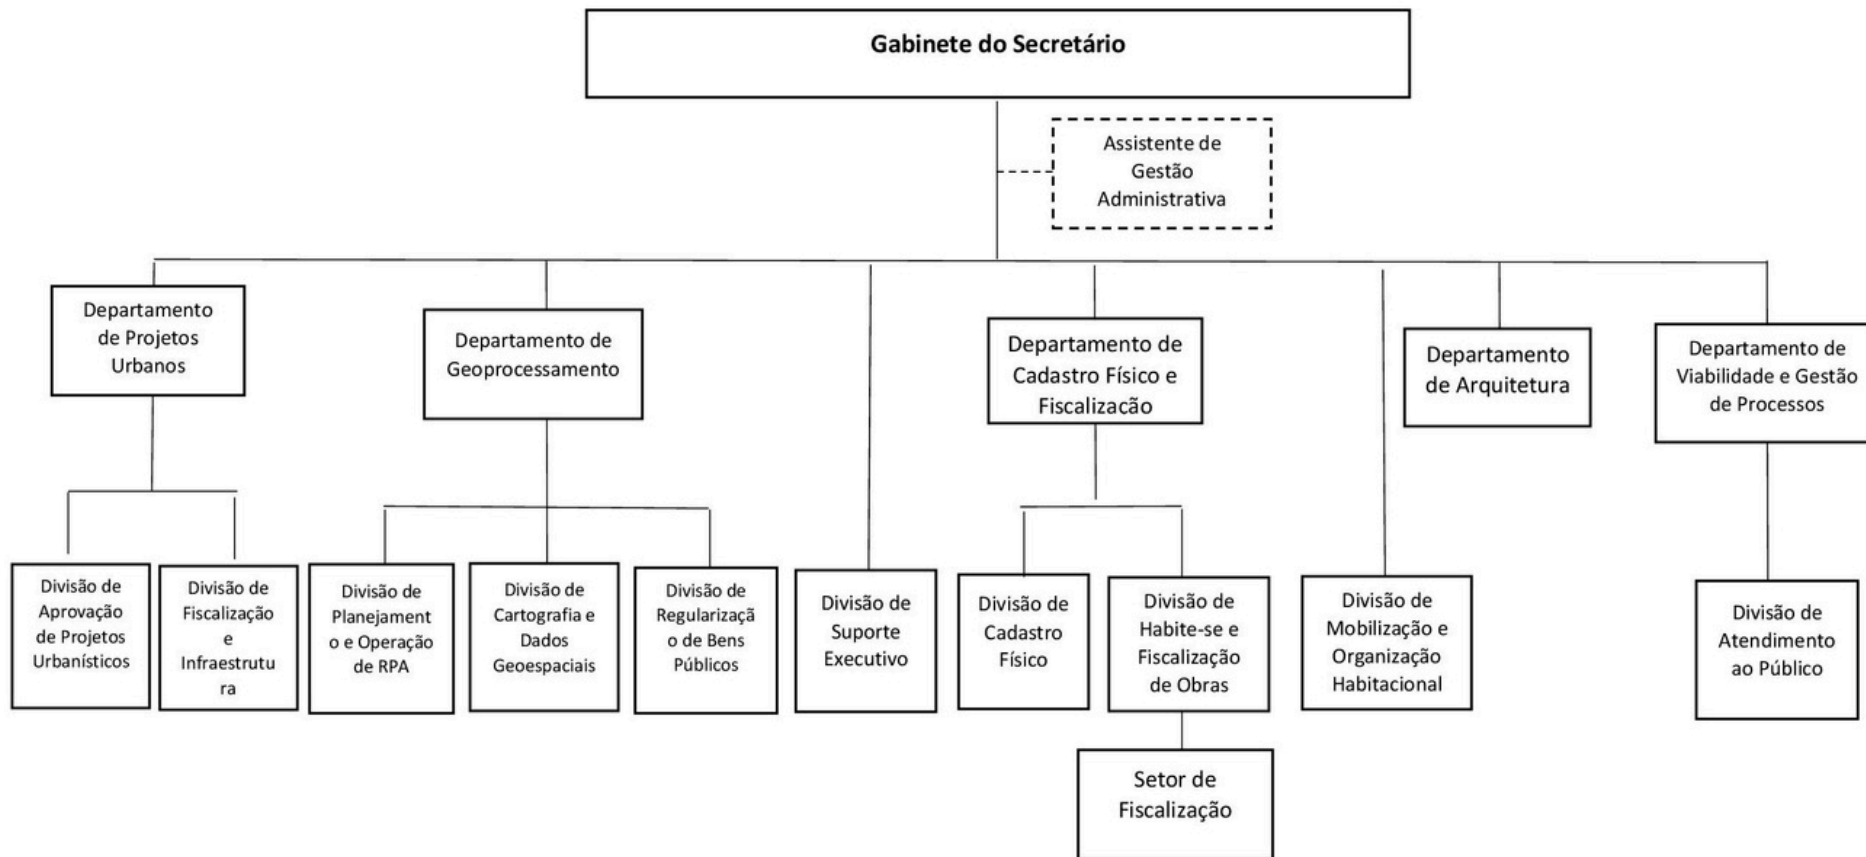 Gabinete do Secretário
Assistente de
Gestão
Administrativa
Departamento
de Projetos
Urbanos
Departamento de
Geoprocessamento
Departamento de
Cadastro Físico e
Fiscalizacão
Departamento
de Arquitetura
Departamento de
Viabilidade e Gestão
de Processos
Divisão de
Aprovação
de Projetos
Urbanísticos
Divisão de
Fiscalização
e
Infraestrutu
ra
Divisão de
Planejament
o e Operação
de RPA
Divisão de
Cartografia e
Dados
Geoespaciais
Divisão de
Regularizaçã
o de Bens
Públicos
Divisão de
Suporte
Executivo
Divisão de
Cadastro
Físico
Divisão de
Habite-se e
Fiscalização
de Obras
Divisão de
Mobilização e
Organização
Habitacional
Divisão de
Atendimento
ao Público
Setor de
Fiscalização